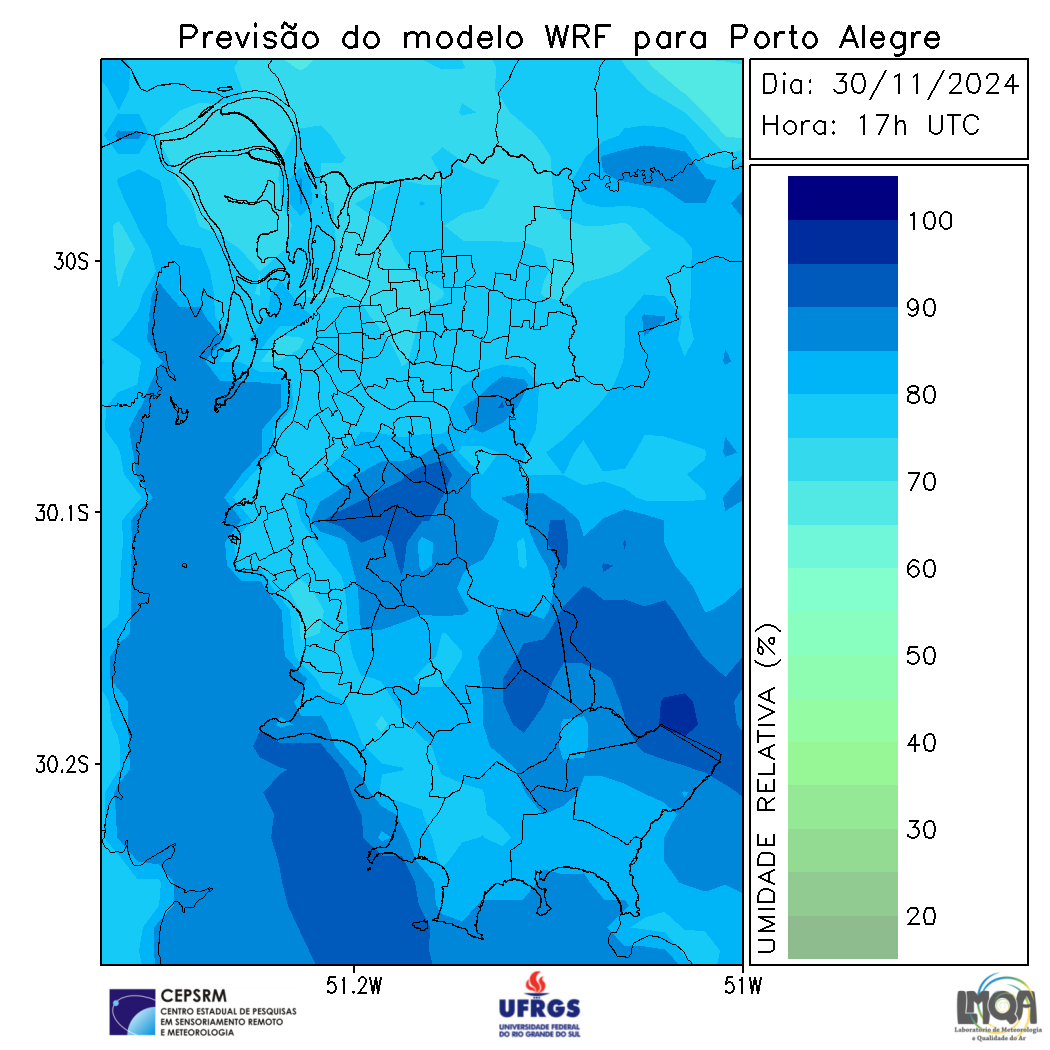 Previsão do modelo WRF para Porto Alegre
Dia: 30/11/2024
Hora: 17h UTC
100
90
80
70
60
50
40
30
20
UMIDADE RELATIVA (%)
30S
30.1S
30.2S
51.2W
51W
CEPSRM
CENTRO ESTADUAL DE PESQUISAS
EM SENSORIAMENTO REMOTO
E METEOROLOGIA
UFRGS
UNIVERSIDADE FEDERAL
DO RIO GRANDE DO SUL
LMQA
Laboratório de Meteorologia
e Qualidade do Ar